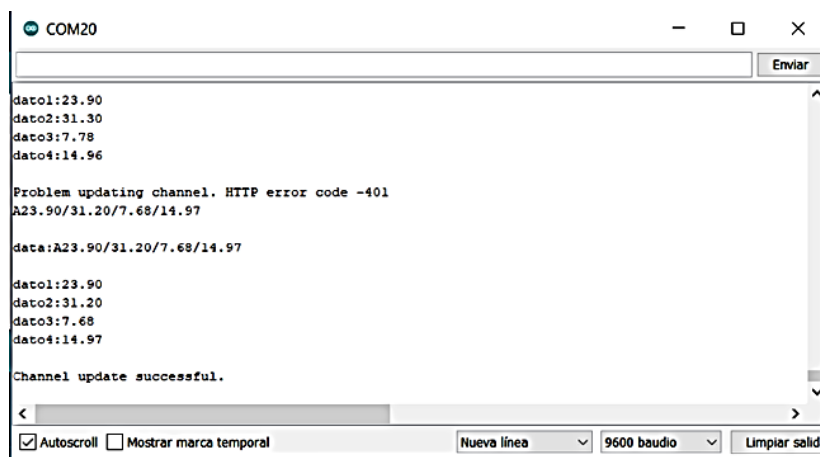 COM20
Enviar
dato1:23.90
dato2:31.30
dato3:7.78
dato4:14.96
Problem updating channel. HTTP error code -401
A23.90/31.20/7.68/14.97
data:A23.90/31.20/7.68/14.97
dato1:23.90
dato2:31.20
dato3:7.68
dato4:14.97
Channel update successful.
Autoscroll Mostrar marca temporal Nueva línea 9600 baudio Limpiar salid